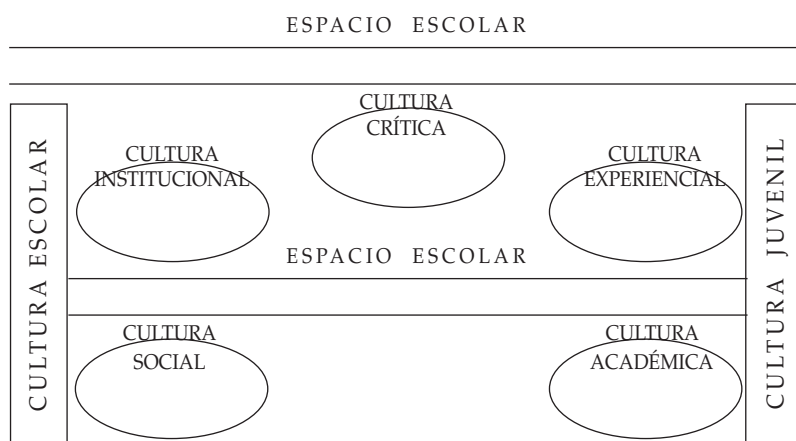 ESPACIO ESCOLAR
CULTURA
CRÍTICA
CULTURA
INSTITUCIONAL
CULTURA
EXPERIENCIAL
CULTURA ESCOLAR
CULTURA JUVENIL
ESPACIO ESCOLAR
CULTURA
SOCIAL
CULTURA
ACADÉMICA